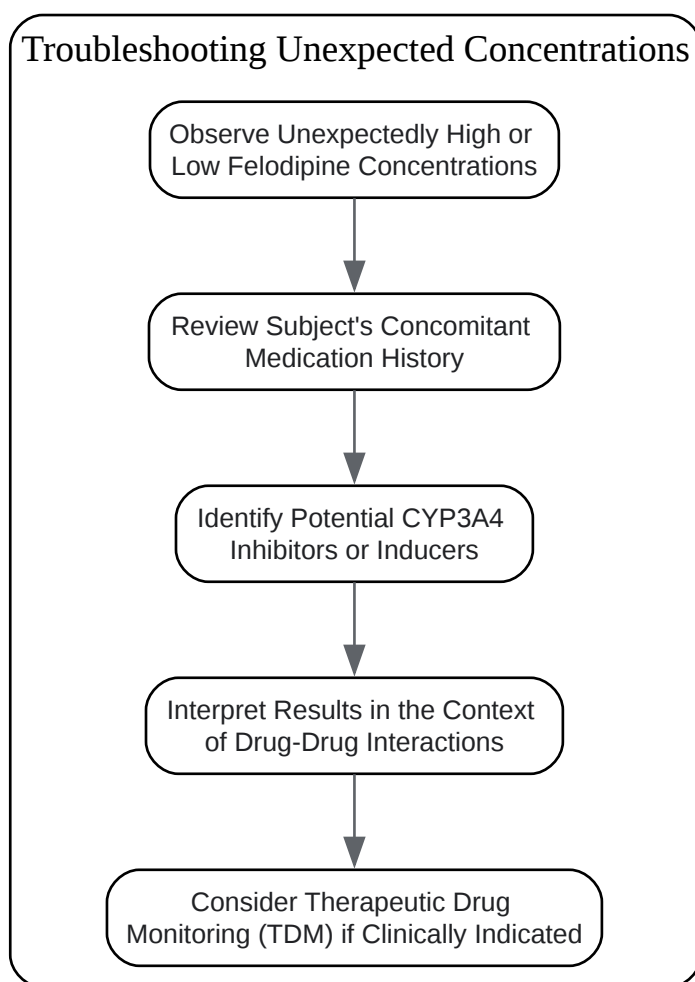 Troubleshooting Unexpected Concentrations
Observe Unexpectedly High or
Low Felodipine Concentrations
Review Subject's Concomitant
Medication History
Identify Potential CYP3A4
Inhibitors or Inducers
Interpret Results in the Context
of Drug-Drug Interactions
Consider Therapeutic Drug
Monitoring (TDM) if Clinically Indicated